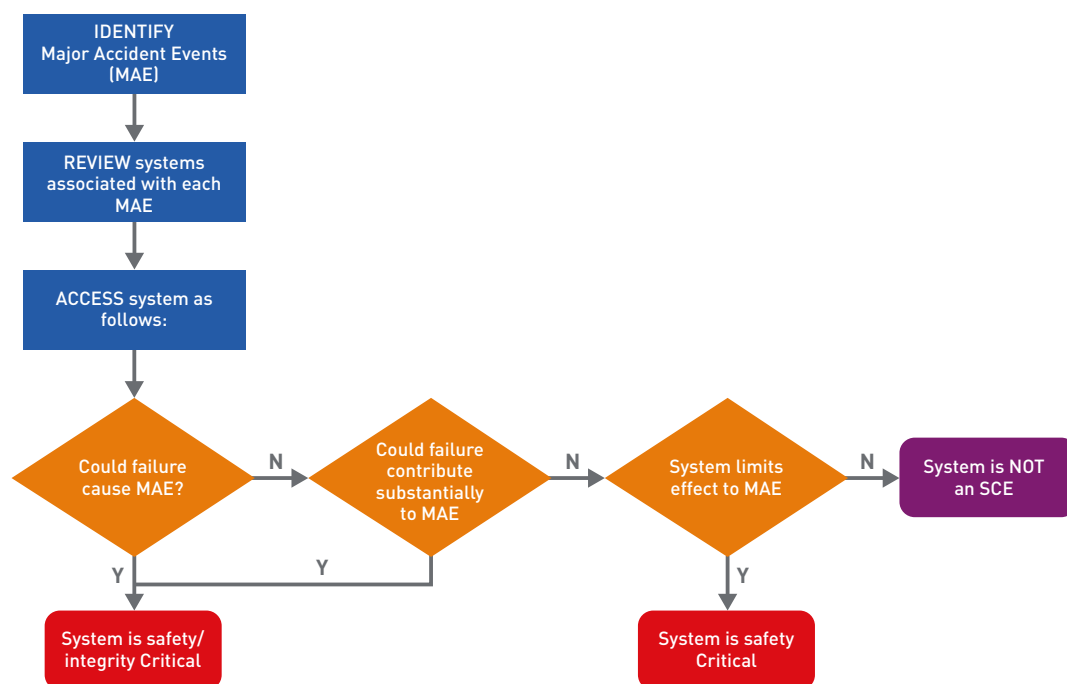 IDENTIFY
Major Accident Events
(MAE)
REVIEW systems
associated with each
MAE
ACCESS system as
follows:
Could failure
cause MAE?
N
Could failure
contribute
substantially
to MAE
N
System limits
effect to MAE
N
System is NOT
an SCE
Y
Y
Y
System is safety/
integrity Critical
System is safety
Critical